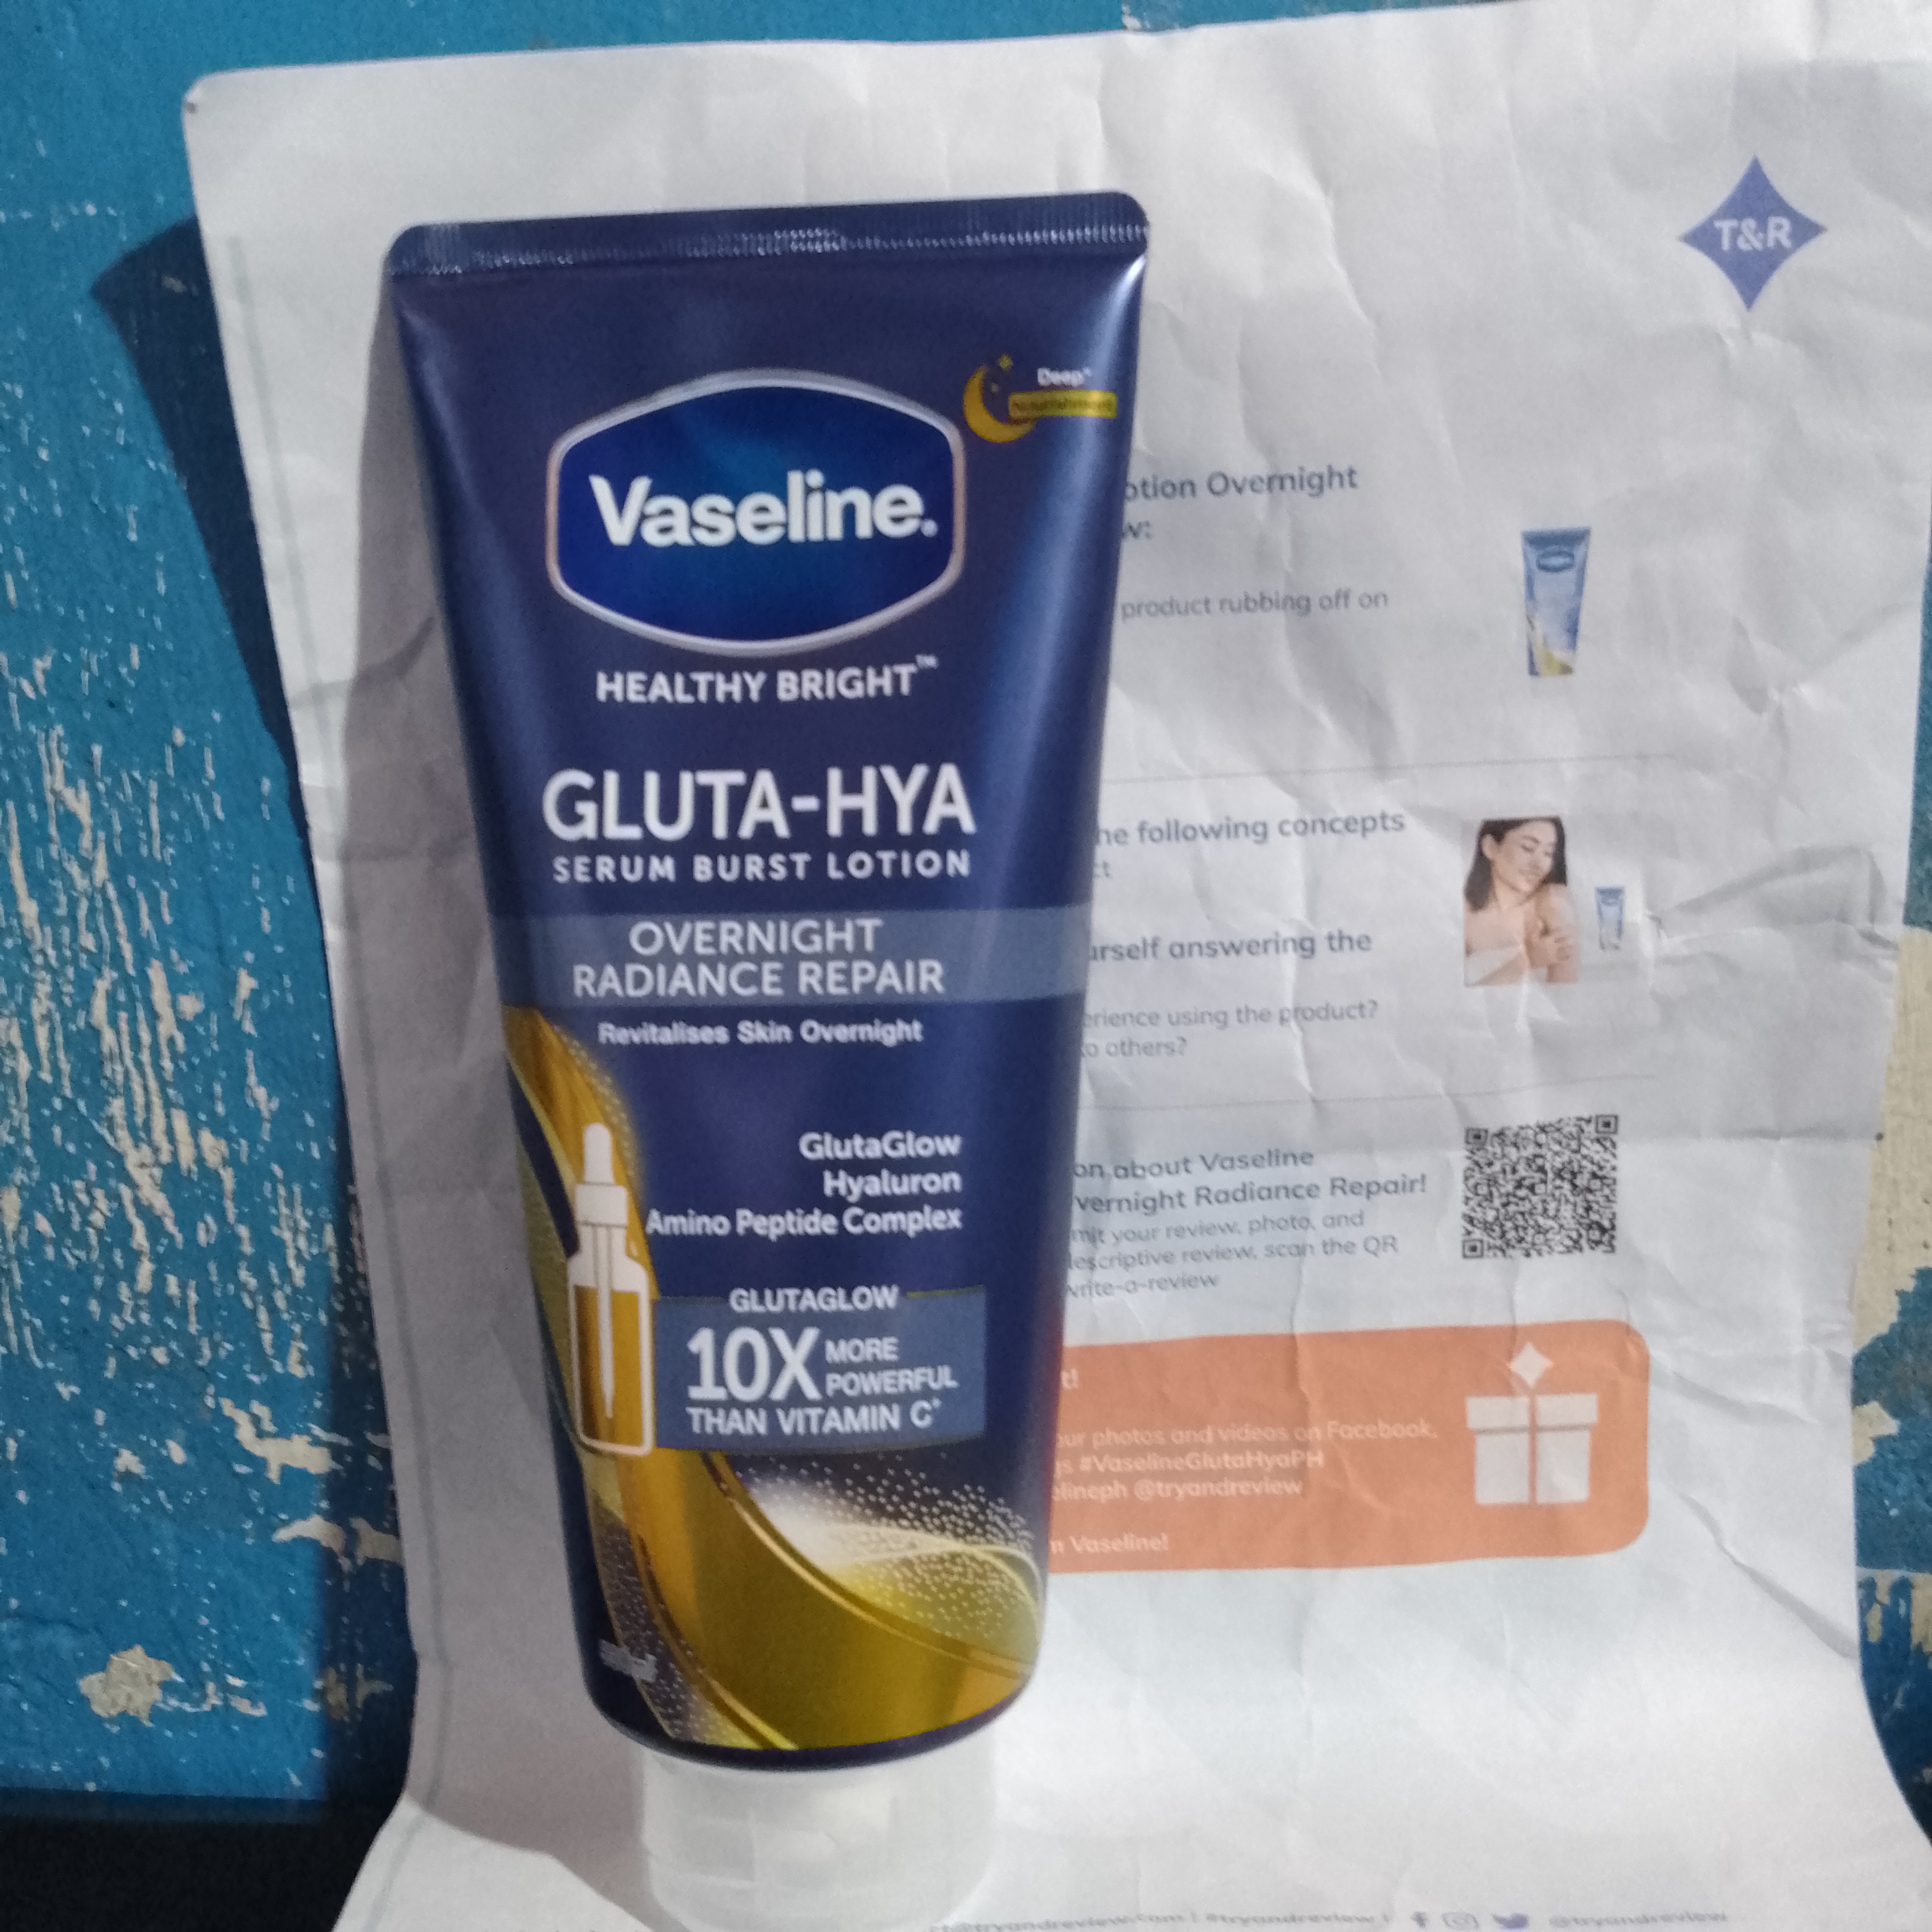 T&R
Deep*
Vaseline.
HEALTHY BRIGHT™
GLUTA-HYA
SERUM BURST LOTION
OVERNIGHT
RADIANCE REPAIR
Revitalises Skin Overnight
GlutaGlow
Hyaluron
Amino Peptide Complex
GLUTAGLOW
10X MORE
POWERFUL
THAN VITAMIN C*
otion Overnight
w:
product rubbing off on
he following concepts
ct
urself answering the
erience using the product?
to others?
on about Vaseline
vernight Radiance Repair!
mit your review, photo, and
descriptive review, scan the QR
write-a-review
t!
our photos and videos on Facebook,
gs #VaselineGlutaHyaPH
elineph @tryandreview
m Vaseline!
@tryandreview